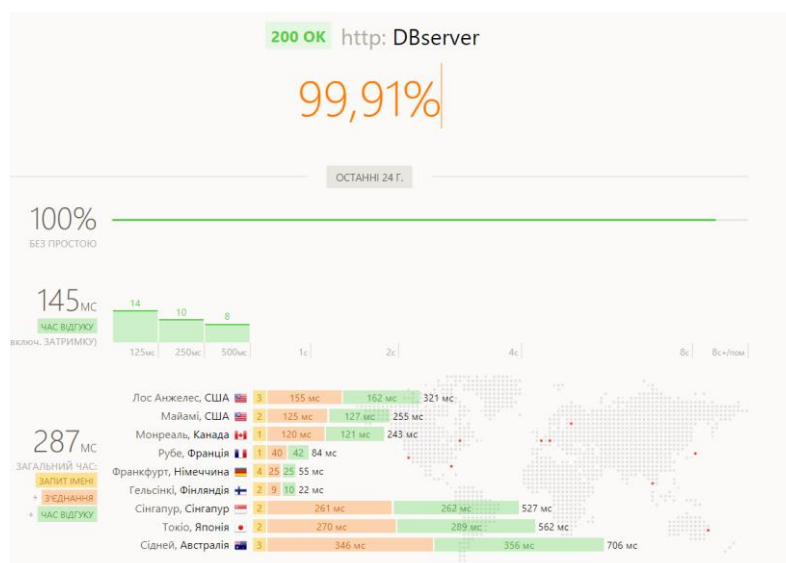 200 OK http: DBserver
99,91%
ОСТАННІ 24 Г.
100%
БЕЗ ПРОСТОЮ
145мс
ЧАС ВІДГУКУ
включ. ЗАТРИМКУ)
14 10 8
125мс 250мс 500мс 1с 2с 4с 8с 8с+/пом
287 мс
ЗАГАЛЬНИЙ ЧАС:
ЗАПИТ ІМЕНІ
+ З'ЄДНАННЯ
+ ЧАС ВІДГУКУ
Лос Анжелес, США 3 155 мс 162 мс 321 мс
Майамі, США 2 125 мс 127 мс 255 мс
Монреаль, Канада 1 120 мс 121 мс 243 мс
Рубе, Франція 1 40 42 84 мс
Франкфурт, Німеччина 4 25 25 55 мс
Гельсінкі, Фінляндія 2 9 10 22 мс
Сінгапур, Сінгапур 2 261 мс 262 мс 527 мс
Токіо, Японія 2 270 мс 289 мс 562 мс
Сідней, Австралія 3 346 мс 356 мс 706 мс